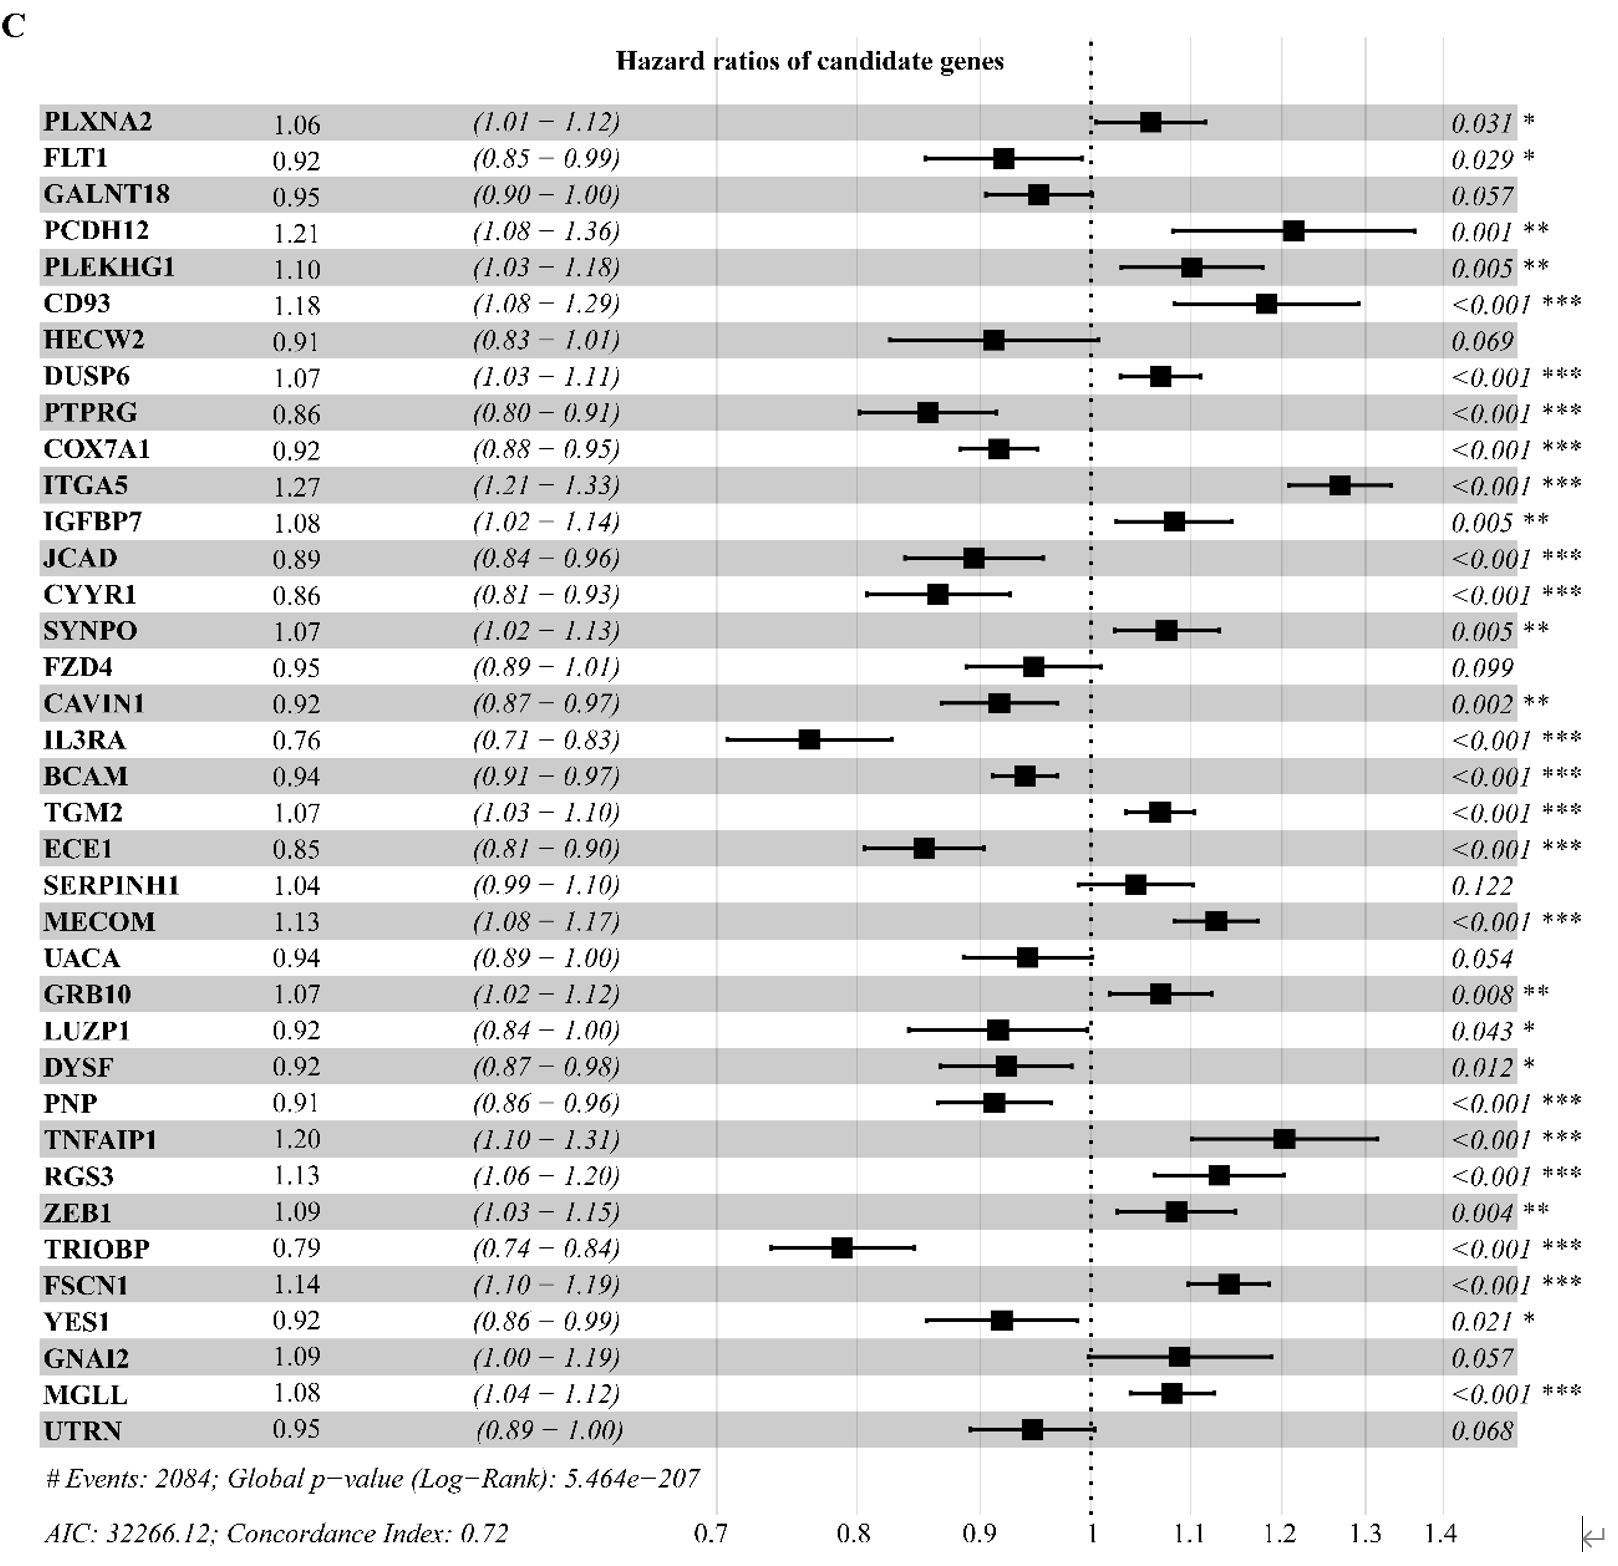 C
Hazard ratios of candidate genes
PLXNA2 1.06 (1.01 − 1.12) 0.031 *
FLT1 0.92 (0.85 − 0.99) 0.029 *
GALNT18 0.95 (0.90 − 1.00) 0.057
PCDH12 1.21 (1.08 − 1.36) 0.001 **
PLEKHG1 1.10 (1.03 − 1.18) 0.005 **
CD93 1.18 (1.08 − 1.29) <0.001 ***
HECW2 0.91 (0.83 − 1.01) 0.069
DUSP6 1.07 (1.03 − 1.11) <0.001 ***
PTPRG 0.86 (0.80 − 0.91) <0.001 ***
COX7A1 0.92 (0.88 − 0.95) <0.001 ***
ITGA5 1.27 (1.21 − 1.33) <0.001 ***
IGFBP7 1.08 (1.02 − 1.14) 0.005 **
JCAD 0.89 (0.84 − 0.96) <0.001 ***
CYYR1 0.86 (0.81 − 0.93) <0.001 ***
SYNPO 1.07 (1.02 − 1.13) 0.005 **
FZD4 0.95 (0.89 − 1.01) 0.099
CAVIN1 0.92 (0.87 − 0.97) 0.002 **
IL3RA 0.76 (0.71 − 0.83) <0.001 ***
BCAM 0.94 (0.91 − 0.97) <0.001 ***
TGM2 1.07 (1.03 − 1.10) <0.001 ***
ECE1 0.85 (0.81 − 0.90) <0.001 ***
SERPINH1 1.04 (0.99 − 1.10) 0.122
MECOM 1.13 (1.08 − 1.17) <0.001 ***
UACA 0.94 (0.89 − 1.00) 0.054
GRB10 1.07 (1.02 − 1.12) 0.008 **
LUZP1 0.92 (0.84 − 1.00) 0.043 *
DYSF 0.92 (0.87 − 0.98) 0.012 *
PNP 0.91 (0.86 − 0.96) <0.001 ***
TNFAIP1 1.20 (1.10 − 1.31) <0.001 ***
RGS3 1.13 (1.06 − 1.20) <0.001 ***
ZEB1 1.09 (1.03 − 1.15) 0.004 **
TRIOBP 0.79 (0.74 − 0.84) <0.001 ***
FSCN1 1.14 (1.10 − 1.19) <0.001 ***
YES1 0.92 (0.86 − 0.99) 0.021 *
GNAI2 1.09 (1.00 − 1.19) 0.057
MGLL 1.08 (1.04 − 1.12) <0.001 ***
UTRN 0.95 (0.89 − 1.00) 0.068
# Events: 2084; Global p−value (Log−Rank): 5.464e−207
AIC: 32266.12; Concordance Index: 0.72
0.7 0.8 0.9 1 1.1 1.2 1.3 1.4